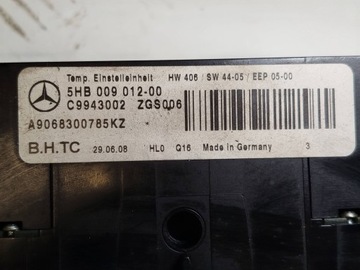 Temp. Einstelleinheit HW 406 / SW 44-05 / EEP 05-00
5HB 009 012-00
C9943002 ZGS006
A9068300785KZ
B.H.TC 29.06.08 HL0 Q16 Made in Germany 3